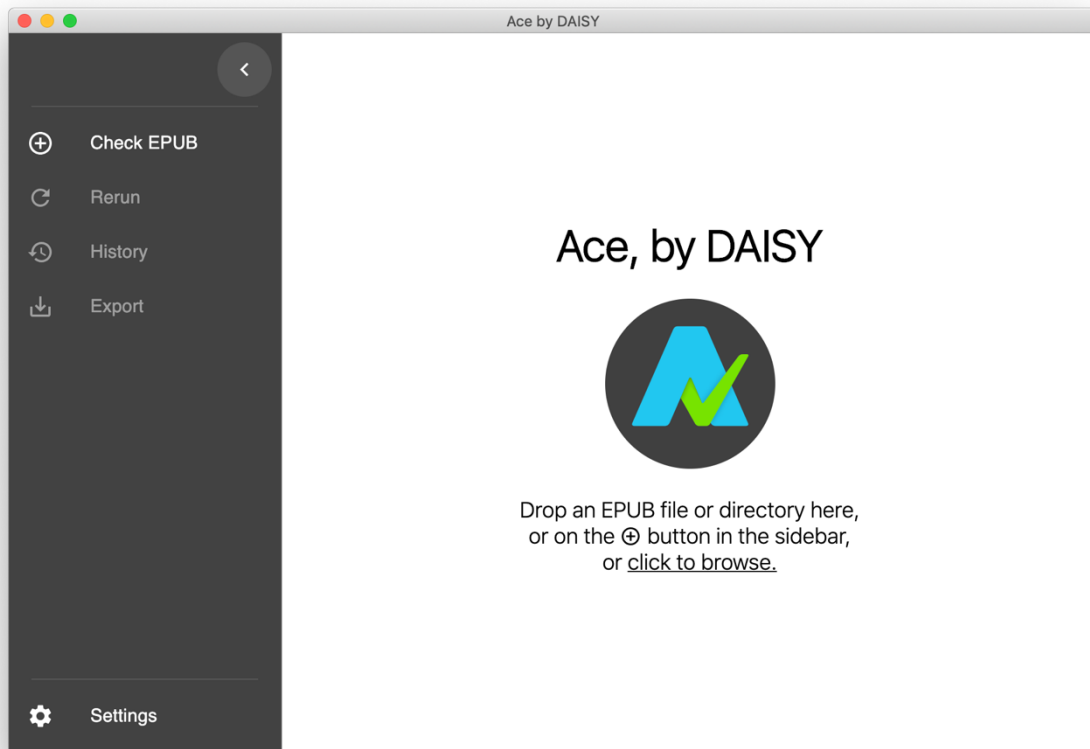 Ace by DAISY
Check EPUB
Rerun
History
Export
Settings
Ace, by DAISY
Drop an EPUB file or directory here,
or on the ⊕ button in the sidebar,
or click to browse.